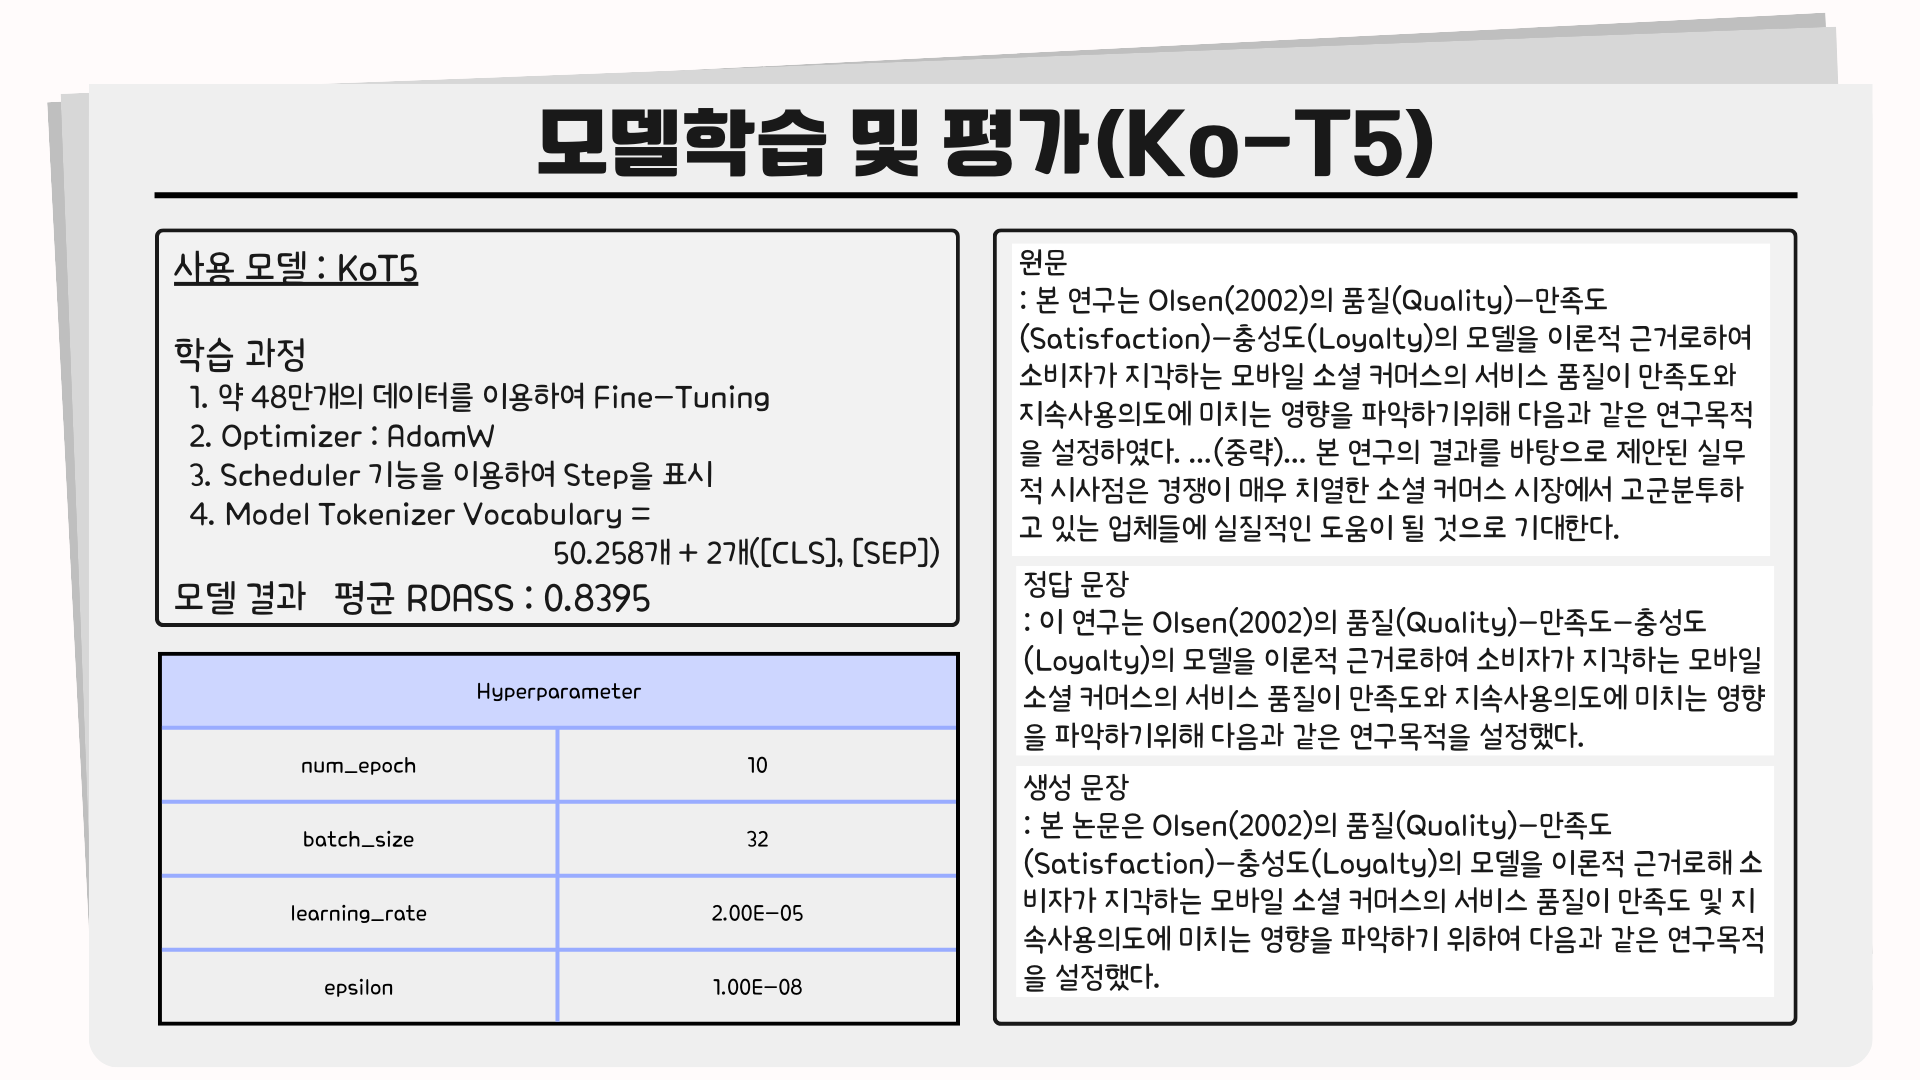 모델학습 및 평가(Ko-T5)
사용 모델 : KoT5
학습 과정
1. 약 48만개의 데이터를 이용하여 Fine-Tuning
2. Optimizer : AdamW
3. Scheduler 기능을 이용하여 Step을 표시
4. Model Tokenizer Vocabulary =
50.258개 + 2개([CLS], [SEP])
모델 결과 평균 RDASS : 0.8395
Hyperparameter
num_epoch 10
batch_size 32
learning_rate 2.00E-05
epsilon 1.00E-08
원문
: 본 연구는 Olsen(2002)의 품질(Quality)-만족도
(Satisfaction)-충성도(Loyalty)의 모델을 이론적 근거로하여
소비자가 지각하는 모바일 소셜 커머스의 서비스 품질이 만족도와
지속사용의도에 미치는 영향을 파악하기위해 다음과 같은 연구목적
을 설정하였다. ...(중략)... 본 연구의 결과를 바탕으로 제안된 실무
적 시사점은 경쟁이 매우 치열한 소셜 커머스 시장에서 고군분투하
고 있는 업체들에 실질적인 도움이 될 것으로 기대한다.
정답 문장
: 이 연구는 Olsen(2002)의 품질(Quality)-만족도-충성도
(Loyalty)의 모델을 이론적 근거로하여 소비자가 지각하는 모바일
소셜 커머스의 서비스 품질이 만족도와 지속사용의도에 미치는 영향
을 파악하기위해 다음과 같은 연구목적을 설정했다.
생성 문장
: 본 논문은 Olsen(2002)의 품질(Quality)-만족도
(Satisfaction)-충성도(Loyalty)의 모델을 이론적 근거로해 소
비자가 지각하는 모바일 소셜 커머스의 서비스 품질이 만족도 및 지
속사용의도에 미치는 영향을 파악하기 위하여 다음과 같은 연구목적
을 설정했다.